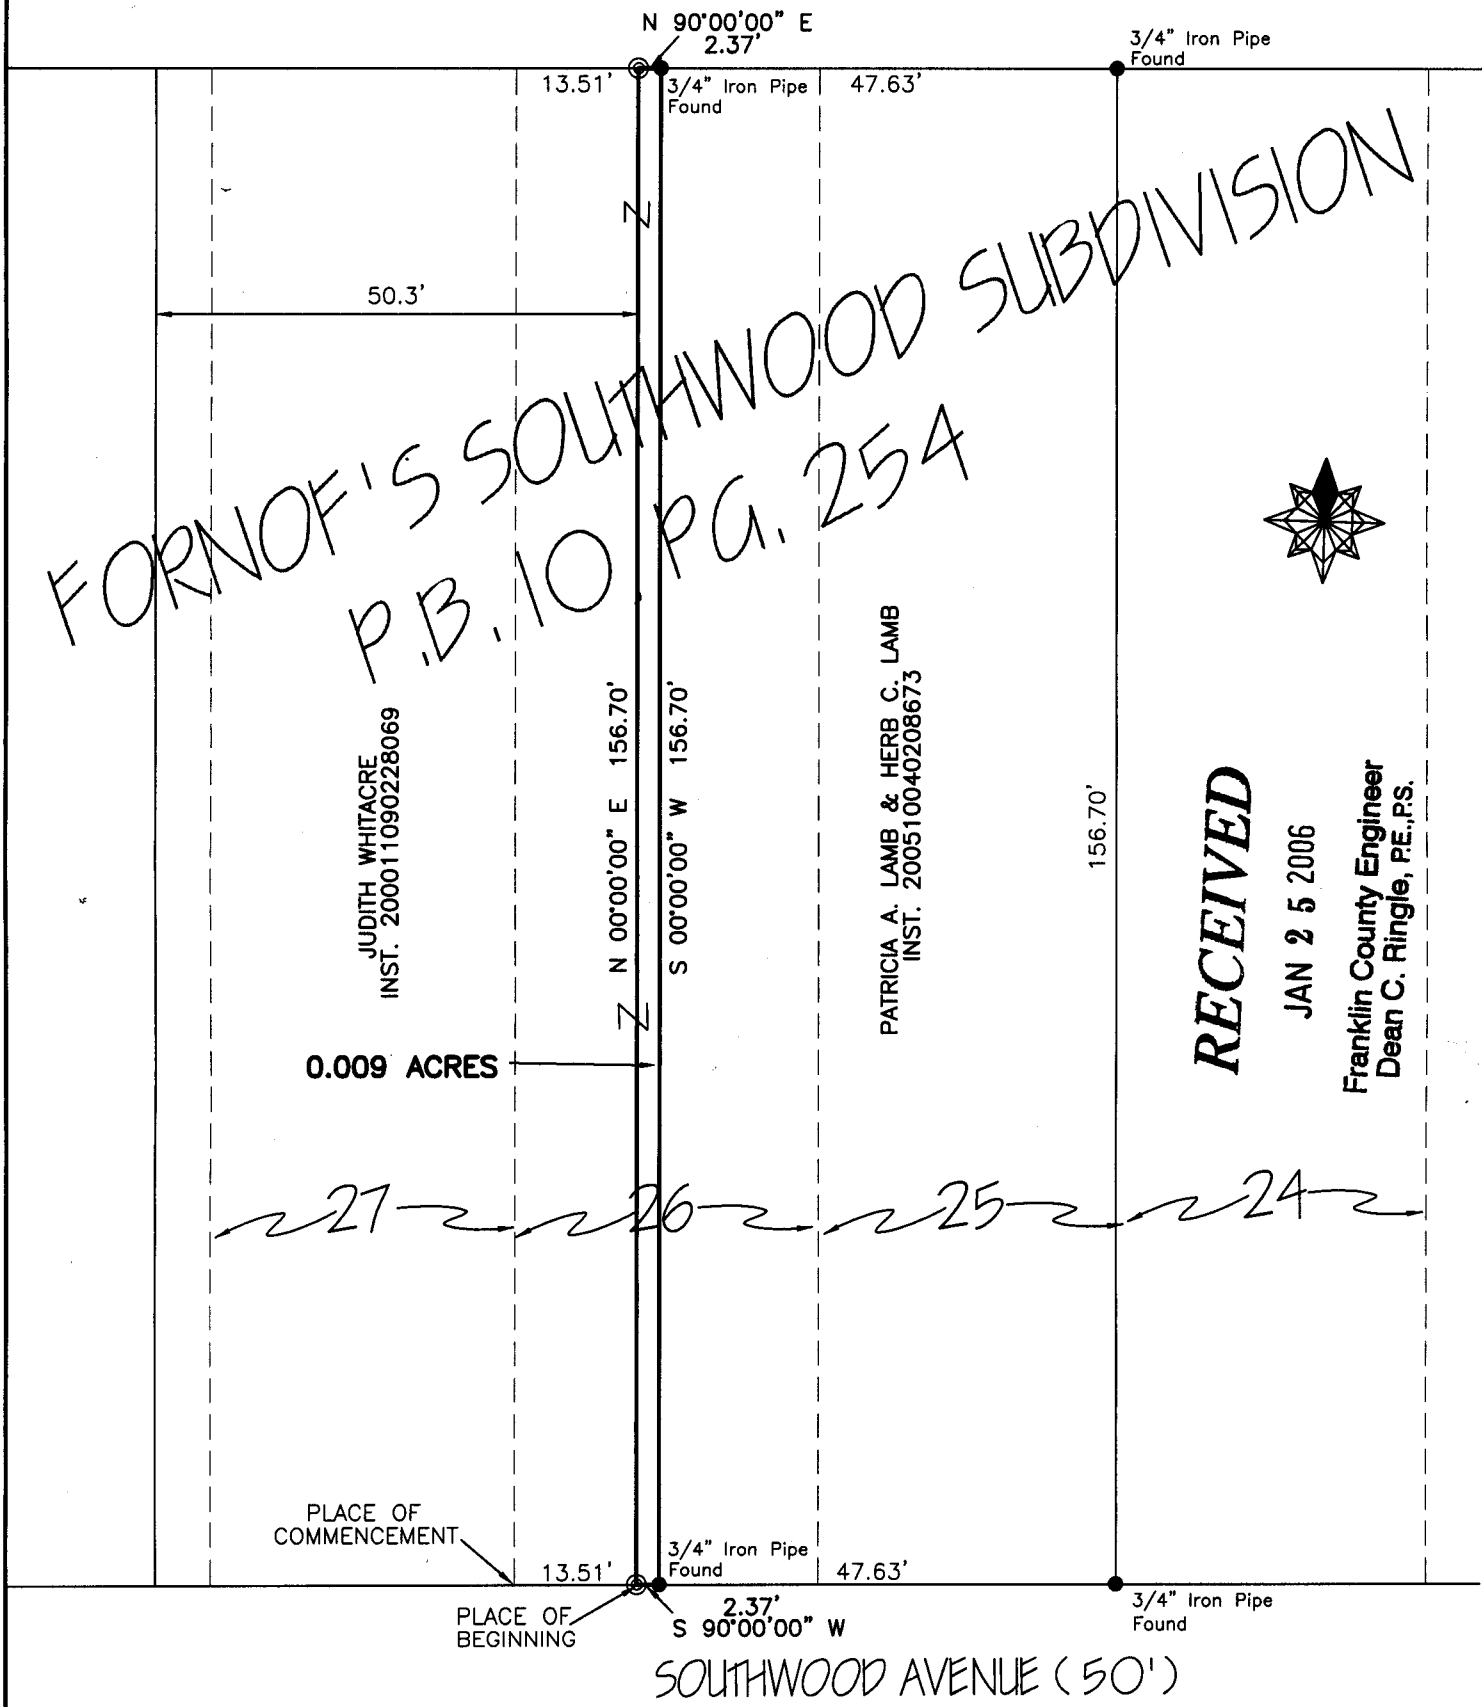 N 90°00'00" E
2.37'
3/4" Iron Pipe
Found
13.51'
3/4" Iron Pipe
Found
47.63'
Z
50.3'
FORNOF'S SOUTHWOOD SUBDIVISION
P.B. 10 PG. 254
JUDITH WHITACRE
INST. 200011090228069
N 00°00'00" E 156.70'
S 00°00'00" W 156.70'
PATRICIA A. LAMB & HERB C. LAMB
INST. 200510040208673
156.70'
RECEIVED
JAN 25 2006
Franklin County Engineer
Dean C. Ringle, P.E.,P.S.
Z
0.009 ACRES
27
26
25
24
PLACE OF
COMMENCEMENT
13.51'
3/4" Iron Pipe
Found
47.63'
PLACE OF
BEGINNING
2.37'
S 90°00'00" W
3/4" Iron Pipe
Found
SOUTHWOOD AVENUE (50')